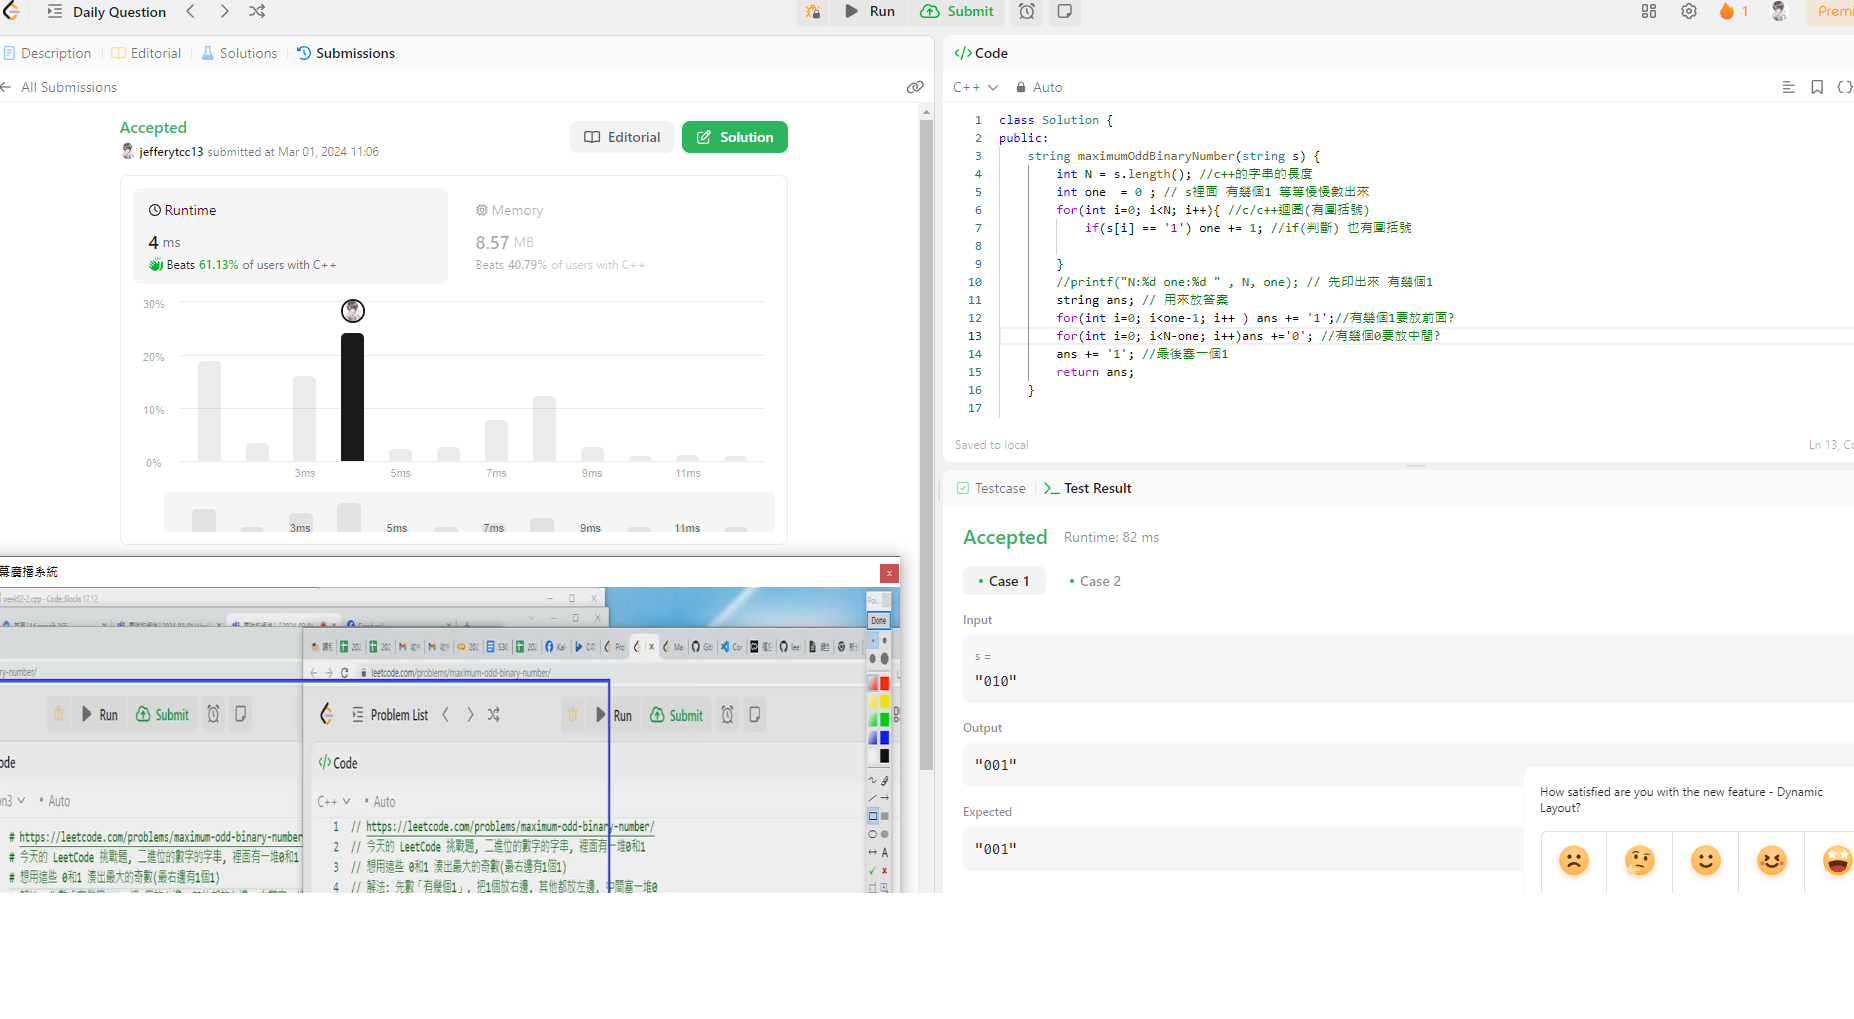 Daily Question
Run
Submit
1
Premi
Description
Editorial
Solutions
Submissions
All Submissions
Accepted
jefferytcc13 submitted at Mar 01, 2024 11:06
Editorial
Solution
Runtime
4 ms
Beats 61.13% of users with C++
Memory
8.57 MB
Beats 40.79% of users with C++
30%
20%
10%
0%
3ms 5ms 7ms 9ms 11ms
3ms 5ms 7ms 9ms 11ms
幕廣播系統
x
week02-2.cpp - Code::Blocks 17.12
Done
ry-number/
leetcode.com/problems/maximum-odd-binary-number/
Run
Submit
Problem List
Run
Submit
ode
Code
on3
Auto
C++
Auto
# https://leetcode.com/problems/maximum-odd-binary-number
# 今天的 LeetCode 挑戰題, 二進位的數字的字串, 裡面有一堆0和1
# 想用這些 0和1 湊出最大的奇數(最右邊有1個1)
1 // https://leetcode.com/problems/maximum-odd-binary-number/
2 // 今天的 LeetCode 挑戰題, 二進位的數字的字串, 裡面有一堆0和1
3 // 想用這些 0和1 湊出最大的奇數(最右邊有1個1)
4 // 解法: 先數「有幾個1」, 把1個放右邊, 其他都放左邊, 中間塞一堆0
</> Code
C++
Auto
1 class Solution {
2 public:
3 string maximumOddBinaryNumber(string s) {
4 int N = s.length(); //c++的字串的長度
5 int one  = 0 ; // s裡面 有幾個1 等等慢慢數出來
6 for(int i=0; i<N; i++){ //c/c++迴圈(有圓括號)
7 if(s[i] == '1') one += 1; //if(判斷) 也有圓括號
8
9 }
10 //printf("N:%d one:%d " , N, one); // 先印出來 有幾個1
11 string ans; // 用來放答案
12 for(int i=0; i<one-1; i++ ) ans += '1';//有幾個1要放前面?
13 for(int i=0; i<N-one; i++)ans +='0'; //有幾個0要放中間?
14 ans += '1'; //最後塞一個1
15 return ans;
16 }
17
Saved to local
Ln 13, Co
Testcase
Test Result
Accepted
Runtime: 82 ms
Case 1
Case 2
Input
s =
"010"
Output
"001"
Expected
"001"
How satisfied are you with the new feature - Dynamic
Layout?